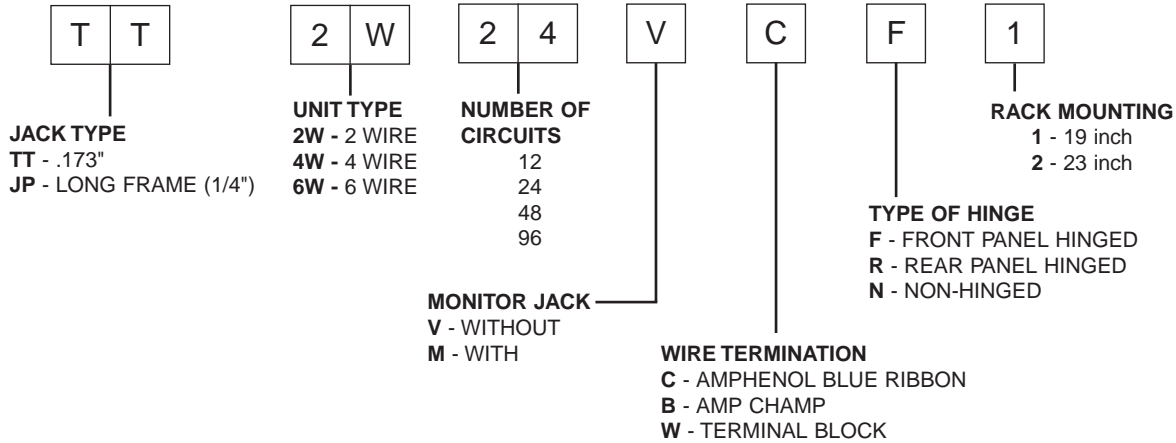 T T 2 W 2 4 V C F 1
JACK TYPE
TT - .173"
JP - LONG FRAME (1/4")
UNIT TYPE
2W - 2 WIRE
4W - 4 WIRE
6W - 6 WIRE
NUMBER OF
CIRCUITS
12
24
48
96
MONITOR JACK
V - WITHOUT
M - WITH
WIRE TERMINATION
C - AMPHENOL BLUE RIBBON
B - AMP CHAMP
W - TERMINAL BLOCK
TYPE OF HINGE
F - FRONT PANEL HINGED
R - REAR PANEL HINGED
N - NON-HINGED
RACK MOUNTING
1 - 19 inch
2 - 23 inch